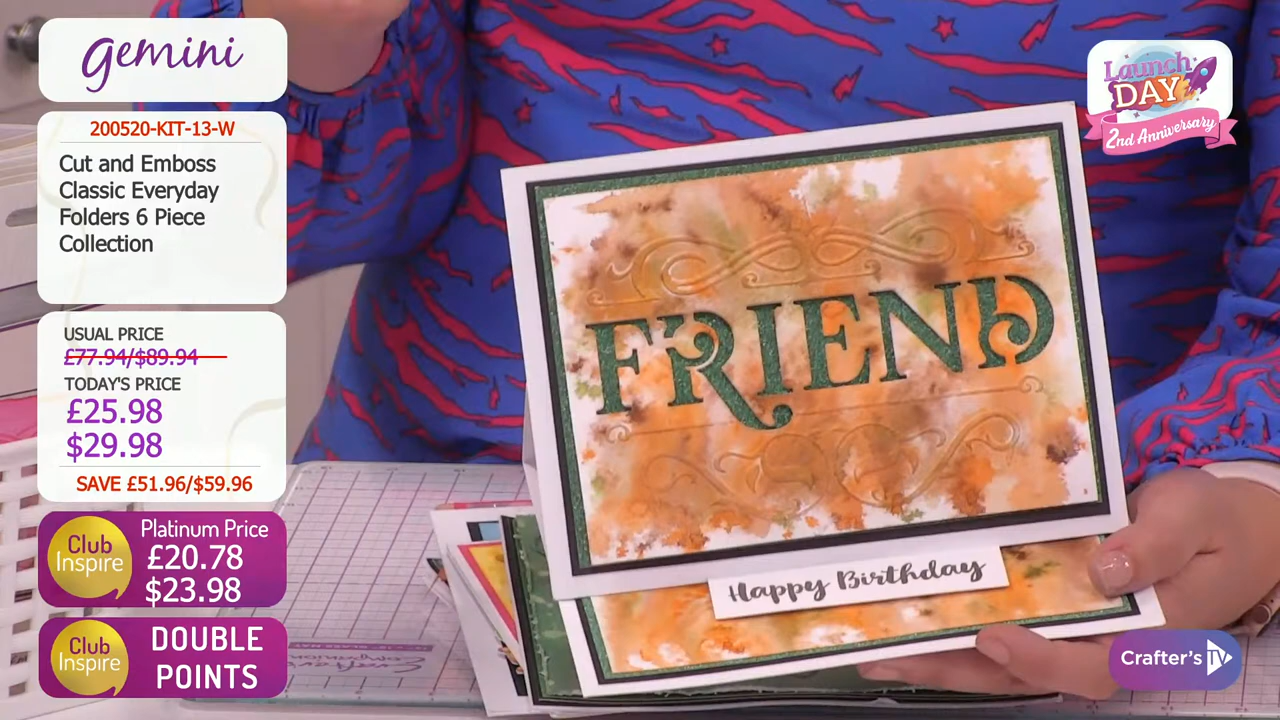 gemini
200520-KIT-13-W
Cut and Emboss
Classic Everyday
Folders 6 Piece
Collection
USUAL PRICE
£77.94/$89.94
TODAY'S PRICE
£25.98
$29.98
SAVE £51.96/$59.96
Club
Inspire
Platinum Price
£20.78
$23.98
Club
Inspire
DOUBLE
POINTS
Launch
DAY
2nd Anniversary
FRIEND
Happy Birthday
Crafter's TV
Crafter's
Companion